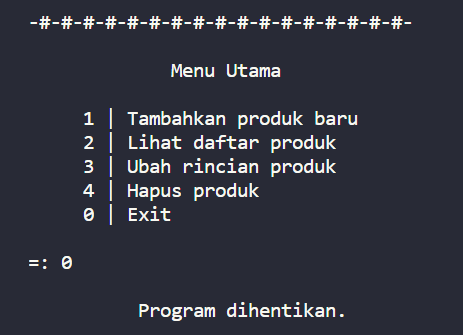 -#-#-#-#-#-#-#-#-#-#-#-#-#-#-#-#-#-
Menu Utama
1 | Tambahkan produk baru
2 | Lihat daftar produk
3 | Ubah rincian produk
4 | Hapus produk
0 | Exit
=: 0
Program dihentikan.